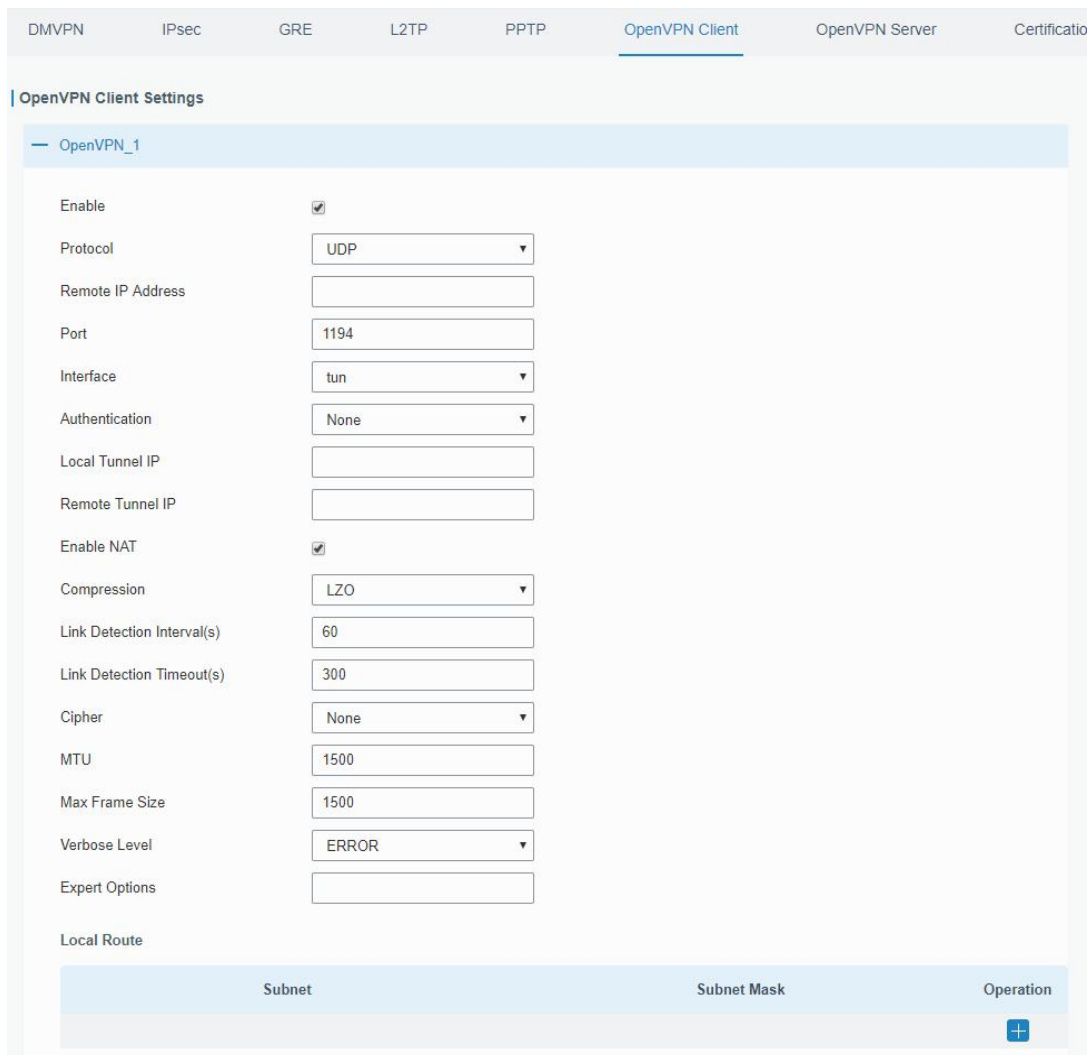 DMVPN IPsec GRE L2TP PPTP OpenVPN Client OpenVPN Server Certificatio
OpenVPN Client Settings
OpenVPN_1
Enable
Protocol UDP
Remote IP Address
Port 1194
Interface tun
Authentication None
Local Tunnel IP
Remote Tunnel IP
Enable NAT
Compression LZO
Link Detection Interval(s) 60
Link Detection Timeout(s) 300
Cipher None
MTU 1500
Max Frame Size 1500
Verbose Level ERROR
Expert Options
Local Route
Subnet Subnet Mask Operation